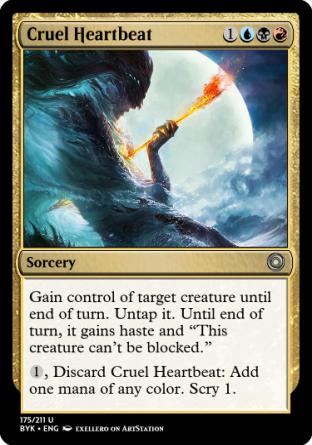 Cruel Heartbeat 1
Sorcery
Gain control of target creature until
end of turn. Untap it. Until end of
turn, it gains haste and “This
creature can't be blocked.”
1, Discard Cruel Heartbeat: Add
one mana of any color. Scry 1.
175/211 U
BYK • ENG EXELLERO ON ARTSTATION